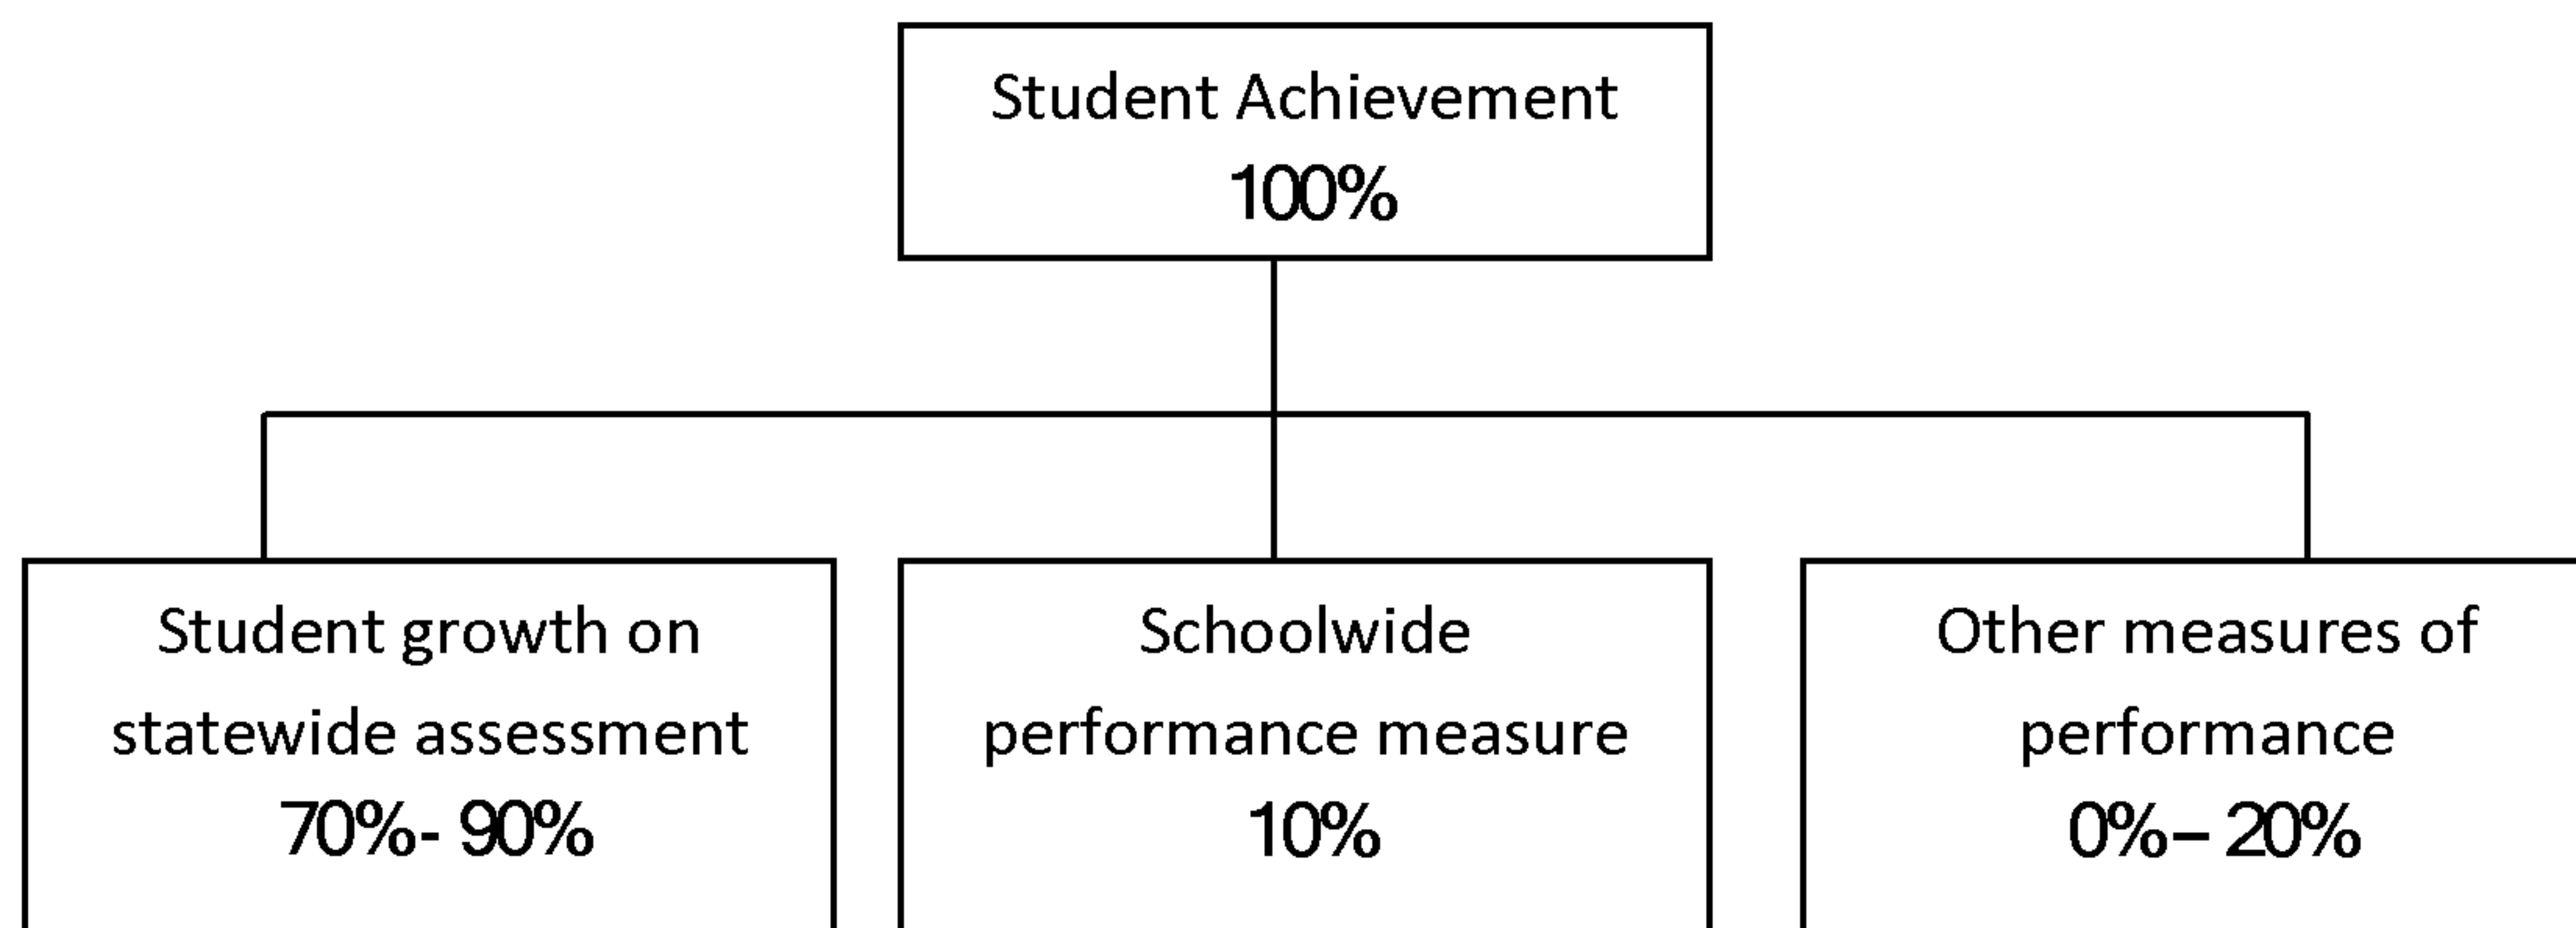 Student Achievement
100%
Student growth on
statewide assessment
70%- 90%
Schoolwide
performance measure
10%
Other measures of
performance
0%– 20%